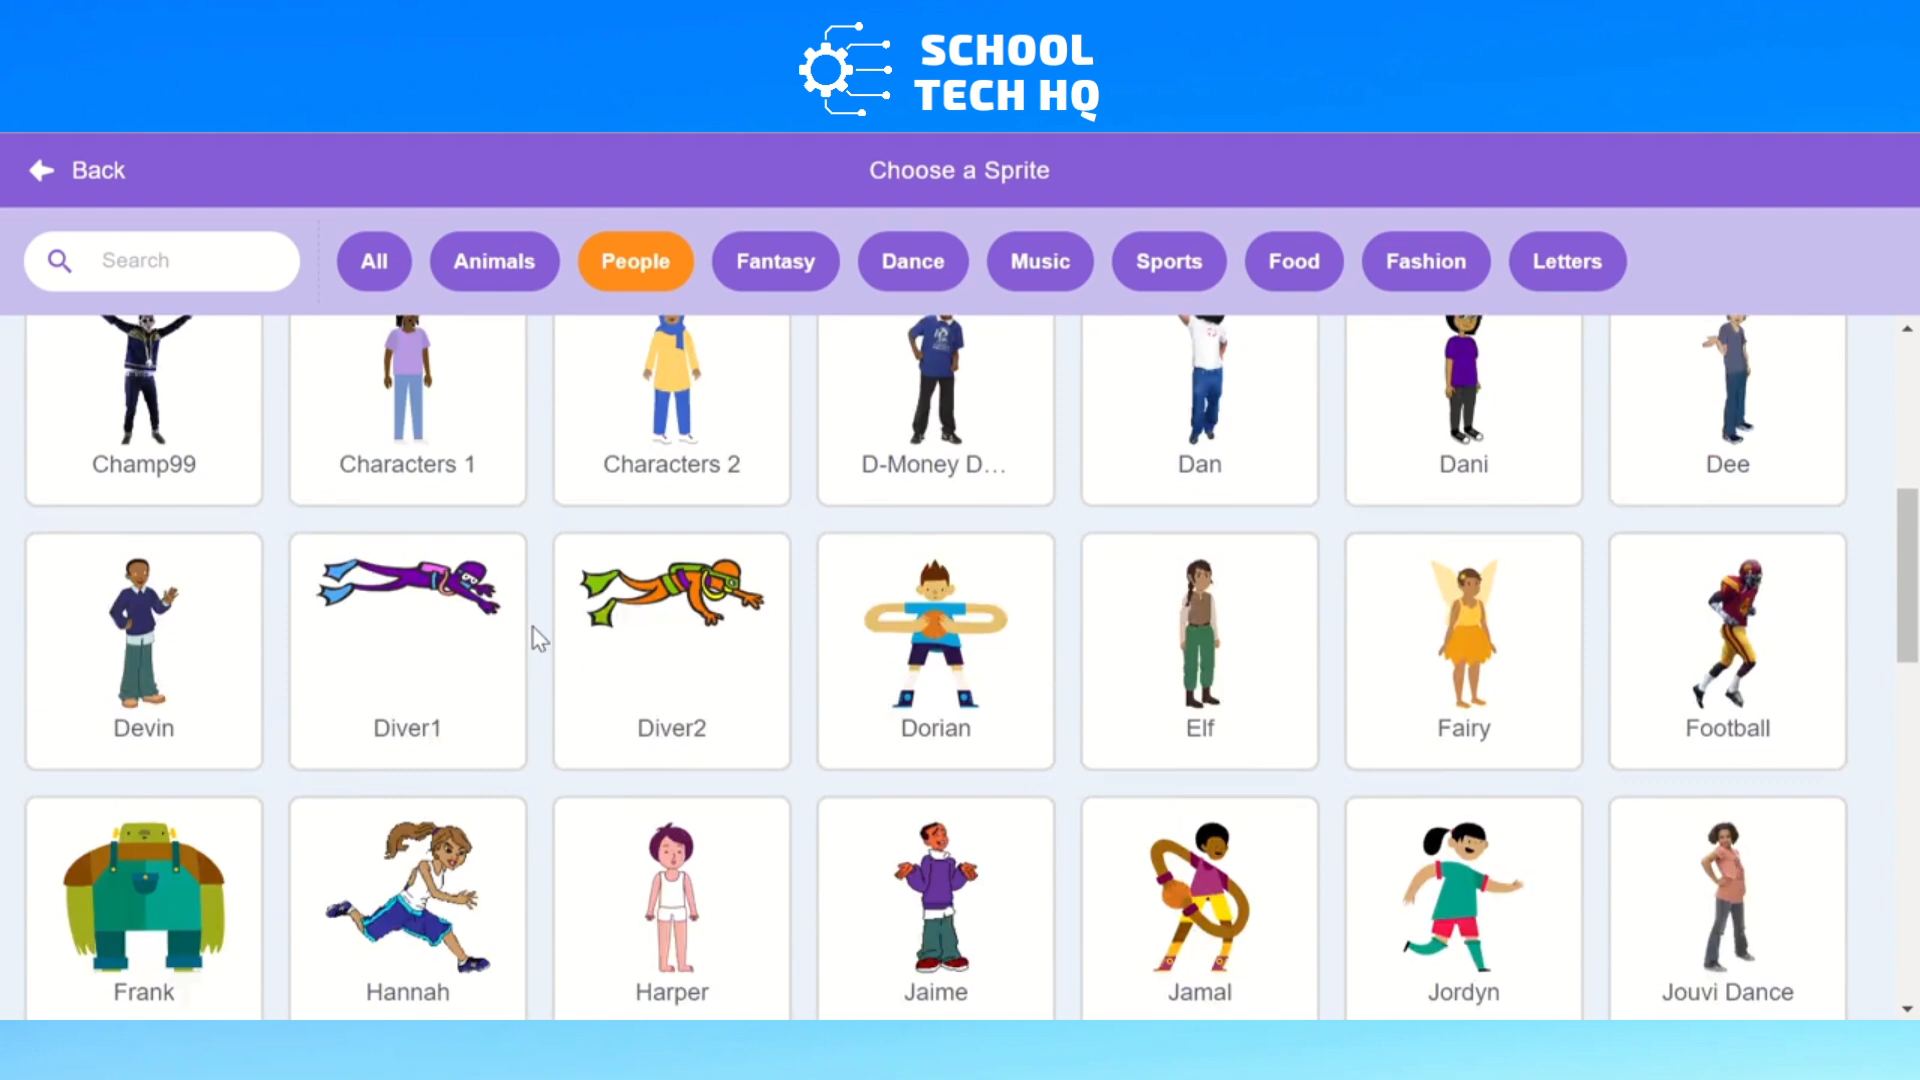 SCHOOL
TECH HQ
Back
Choose a Sprite
Search
All
Animals
People
Fantasy
Dance
Music
Sports
Food
Fashion
Letters
Champ99
Characters 1
Characters 2
D-Money D...
Dan
Dani
Dee
Devin
Diver1
Diver2
Dorian
Elf
Fairy
Football
Frank
Hannah
Harper
Jaime
Jamal
Jordyn
Jouvi Dance